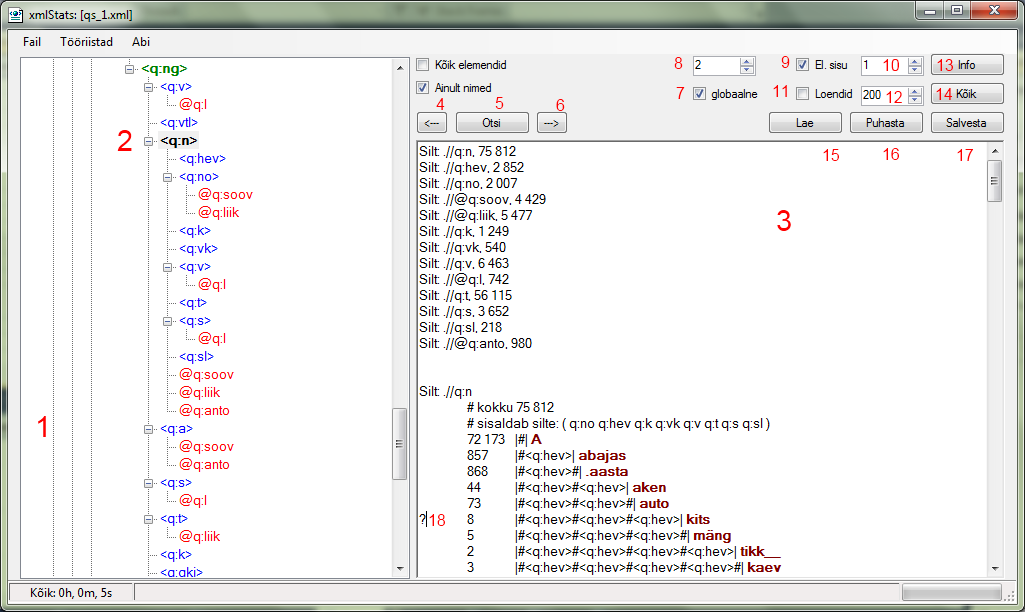 xmlStats: [qs_1.xml]
Fail Tööriistad Abi
<q:ng>
<q:v>
@q:l
<q:vtl>
2 <q:n>
<q:hev>
<q:no>
@q:soov
@q:liik
<q:k>
<q:vk>
<q:v>
@q:l
<q:t>
<q:s>
@q:l
<q:sl>
@q:soov
@q:liik
@q:anto
1 <q:a>
@q:soov
@q:anto
<q:s>
@q:l
<q:t>
@q:liik
<q:k>
<q:qki>
Kõik elemendid 8 2 9 El. sisu 1 10 13 Info
Ainult nimed 7 globaalne 11 Loendid 200 12 14 Kõik
4 5 6
<--- Otsi ---> Lae Puhasta Salvesta
15 16 17
3
Silt .//q:n, 75 812
Silt .//q:hev, 2 852
Silt .//q:no, 2 007
Silt .//@q:soov, 4 429
Silt .//@q:liik, 5 477
Silt .//q:k, 1 249
Silt .//q:vk, 540
Silt .//q:v, 6 463
Silt .//@q:l, 742
Silt .//q:t, 56 115
Silt .//q:s, 3 652
Silt .//q:sl, 218
Silt .//@q:anto, 980
Silt .//q:n
# kokku 75 812
# sisaldab silte: ( q:no q:hev q:k q:vk q:v q:t q:s q:sl )
72 173 |#| A
857 |#<q:hev>| abajas
868 |#<q:hev>#| .aasta
44 |#<q:hev>#<q:hev>| aken
73 |#<q:hev>#<q:hev>#| auto
?18 8 |#<q:hev>#<q:hev>#<q:hev>| kits
5 |#<q:hev>#<q:hev>#<q:hev>#| mäng
2 |#<q:hev>#<q:hev>#<q:hev>#<q:hev>| tikk__
3 |#<q:hev>#<q:hev>#<q:hev>#<q:hev>#| kaev
Kõik: 0h, 0m, 5s